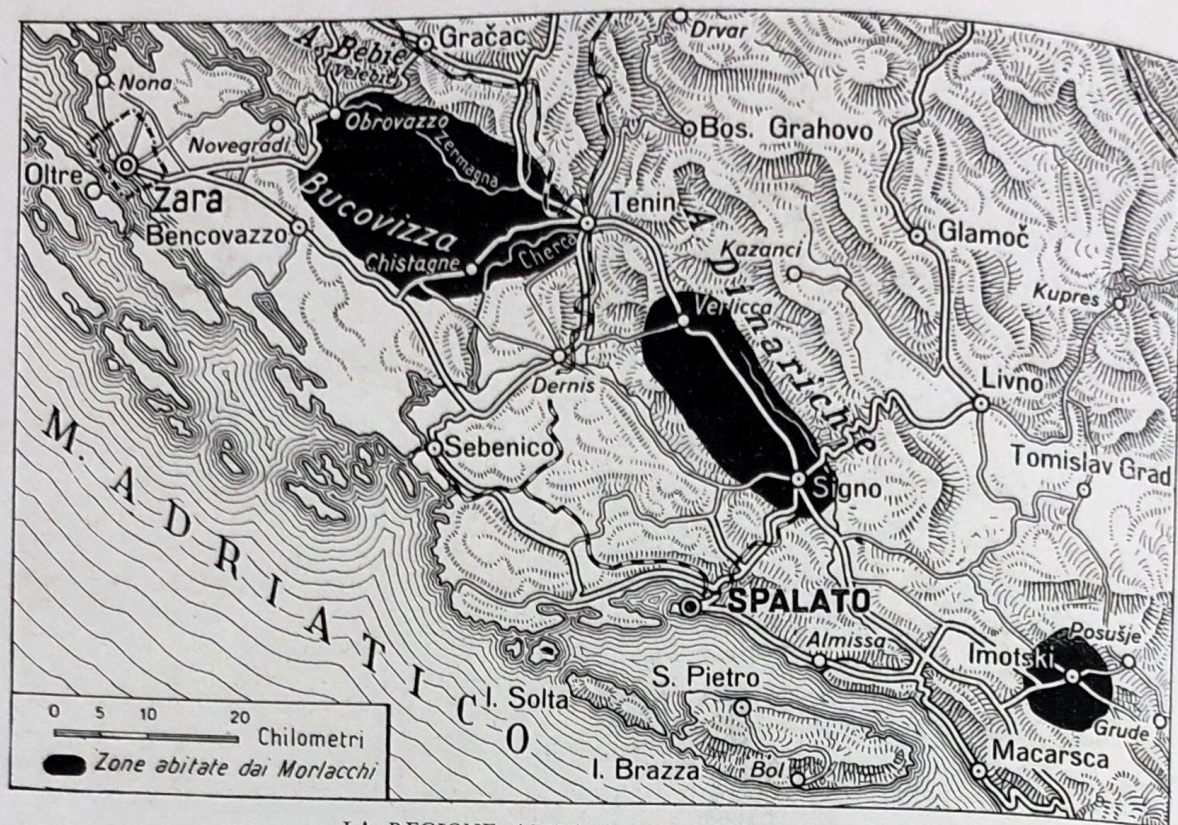 Drvar
Gračac
A. Bebie
(Velebit)
Nona
Obrovazzo
Bos. Grahovo
Zermagna
Novegradi
Oltre
Zara
Bucovizza
Tenin
Bencovazzo
Glamoč
Cherca
Kazanci
Chistagne
A. Dinariche
Kupres
Verlicca
Dernis
Livno
Sebenico
Tomislav Grad
Signo
M. ADRIATICO
SPALATO
Almissa
Posušje
Imotski
S. Pietro
I. Solta
Grude
0 5 10 20
Chilometri
Macarsca
Zone abitate dai Morlacchi
I. Brazza
Bol
LA REGIONE